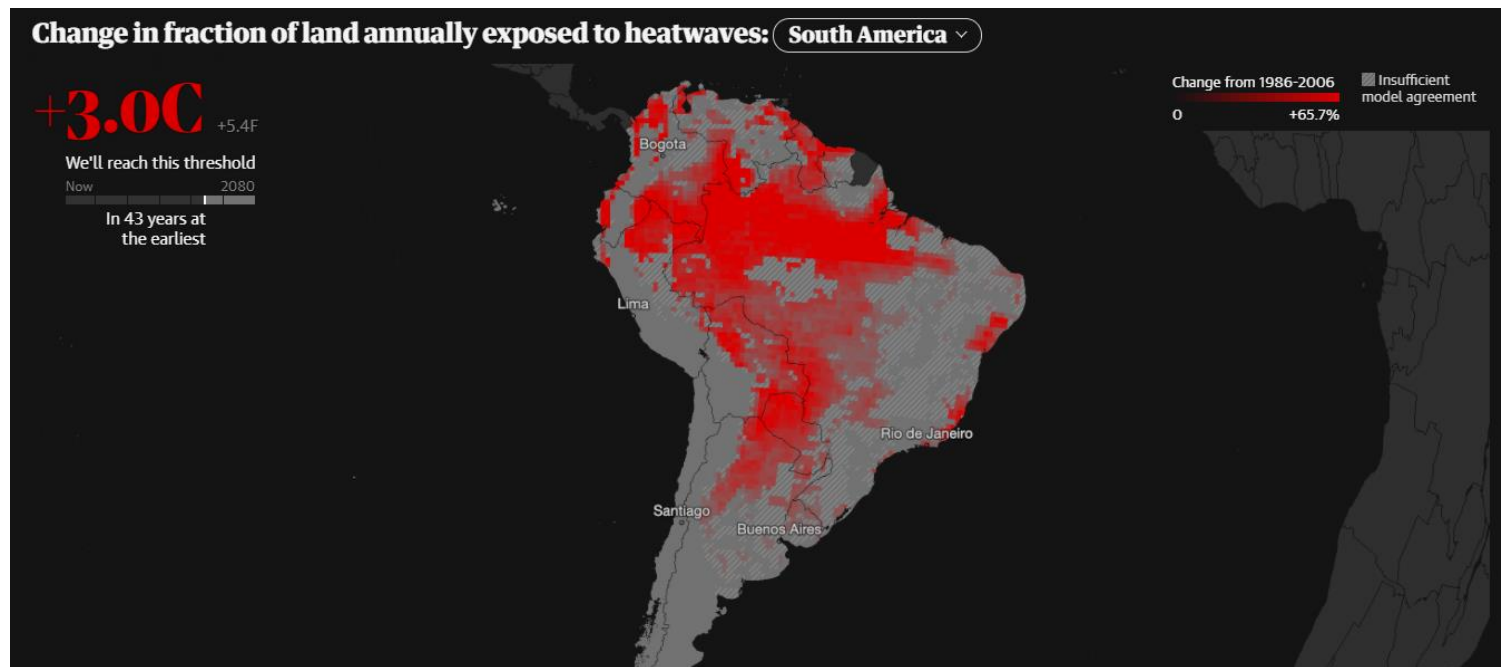 Change in fraction of land annually exposed to heatwaves: South America
+3.0C +5.4F
We'll reach this threshold
Now 2080
In 43 years at
the earliest
Change from 1986-2006
0 +65.7%
Insufficient
model agreement
Bogota
Lima
Rio de Janeiro
Santiago
Buenos Aires